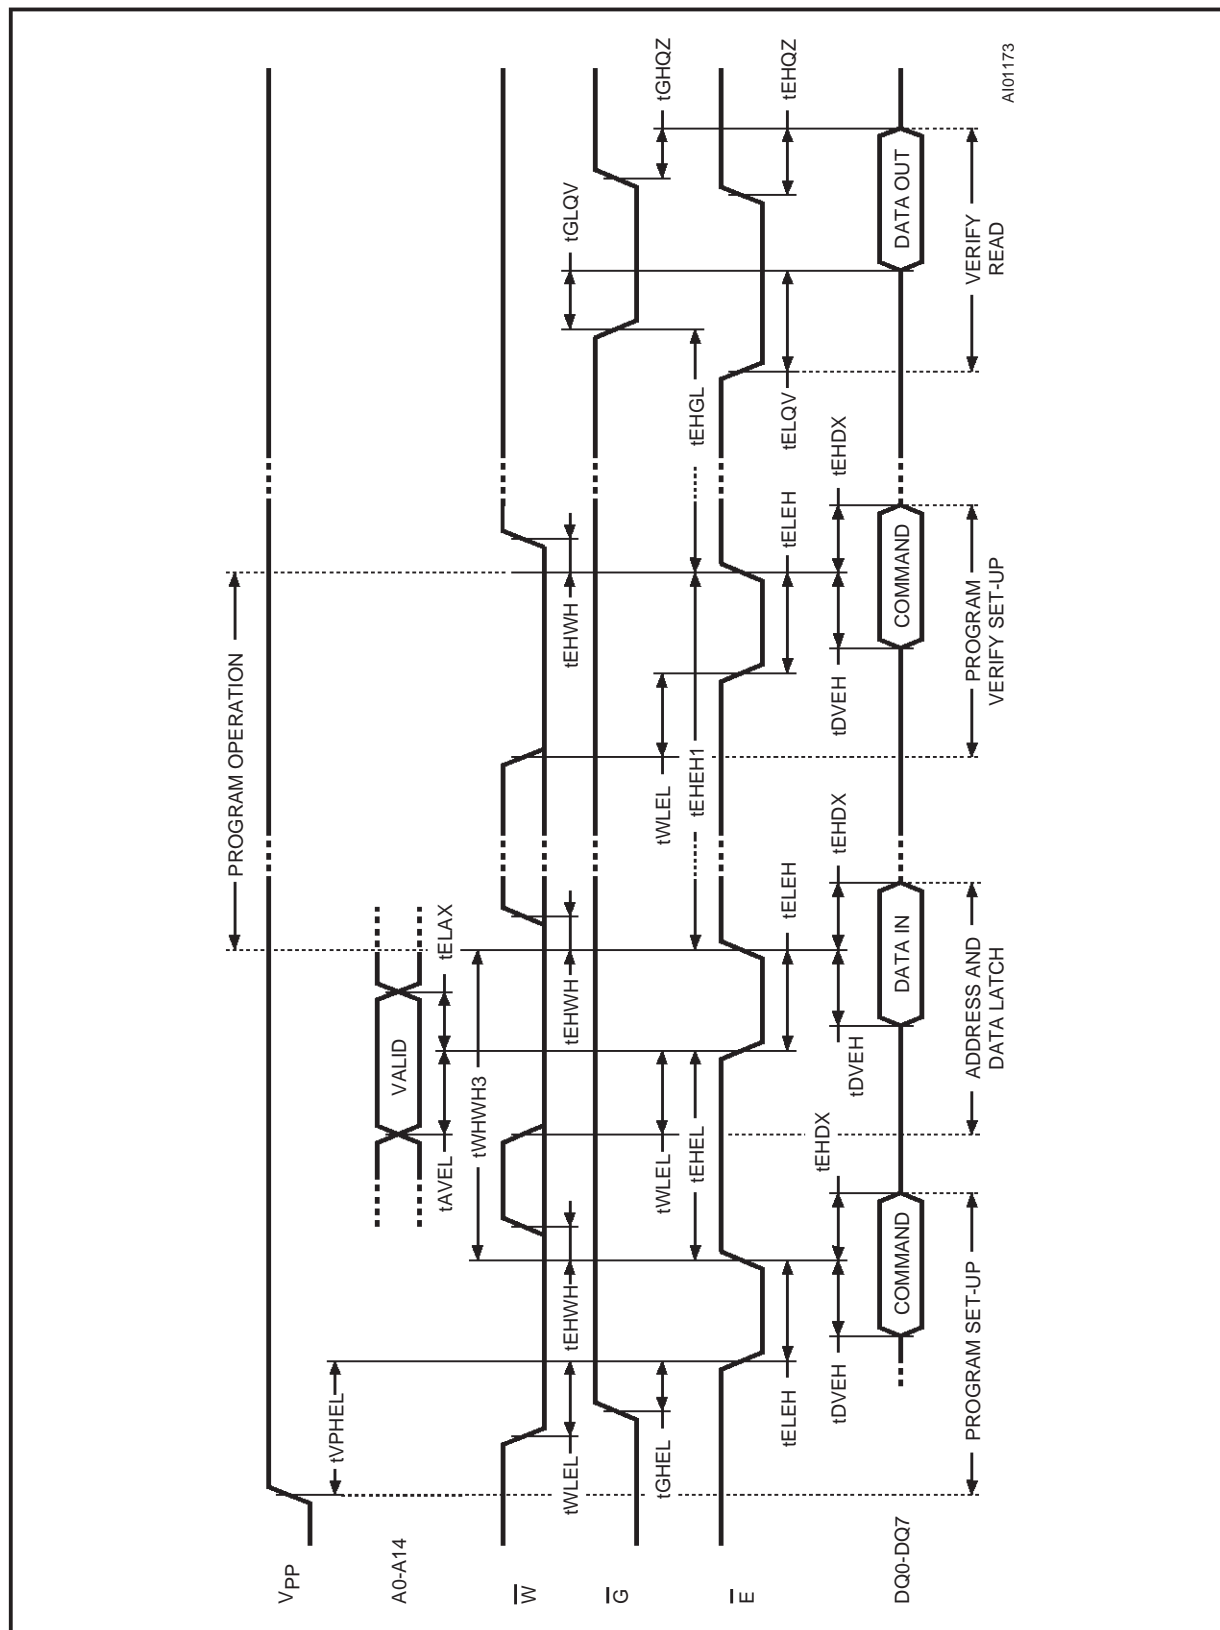 VPP
tVPHEL
PROGRAM OPERATION
A0-A14
VALID
tAVEL
tELAX
tWHWH3
W
tWLEL
tEHWH
tEHWH
tEHWH
G
tGHEL
tWLEL
tWLEL
tGLQV
tGHQZ
tEHEL
tEHEH1
tEHGL
E
tELEH
tELEH
tELEH
tELQV
tEHQZ
tDVEH
tEHDX
tDVEH
tEHDX
tDVEH
tEHDX
DQ0-DQ7
COMMAND
DATA IN
COMMAND
DATA OUT
PROGRAM SET-UP
ADDRESS AND
DATA LATCH
PROGRAM
VERIFY SET-UP
VERIFY
READ
AI01173